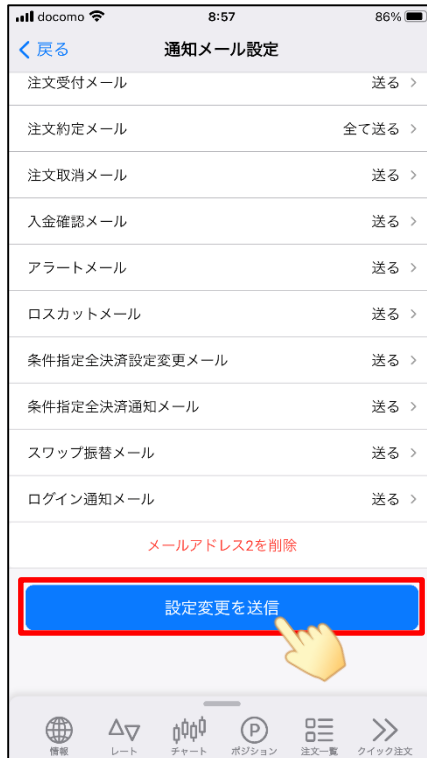 docomo 8:57 86%
戻る 通知メール設定
注文受付メール 送る
注文約定メール 全て送る
注文取消メール 送る
入金確認メール 送る
アラートメール 送る
ロスカットメール 送る
条件指定全決済設定変更メール 送る
条件指定全決済通知メール 送る
スワップ振替メール 送る
ログイン通知メール 送る
メールアドレス2を削除
設定変更を送信
P
情報 レート チャート ポジション 注文一覧 クイック注文